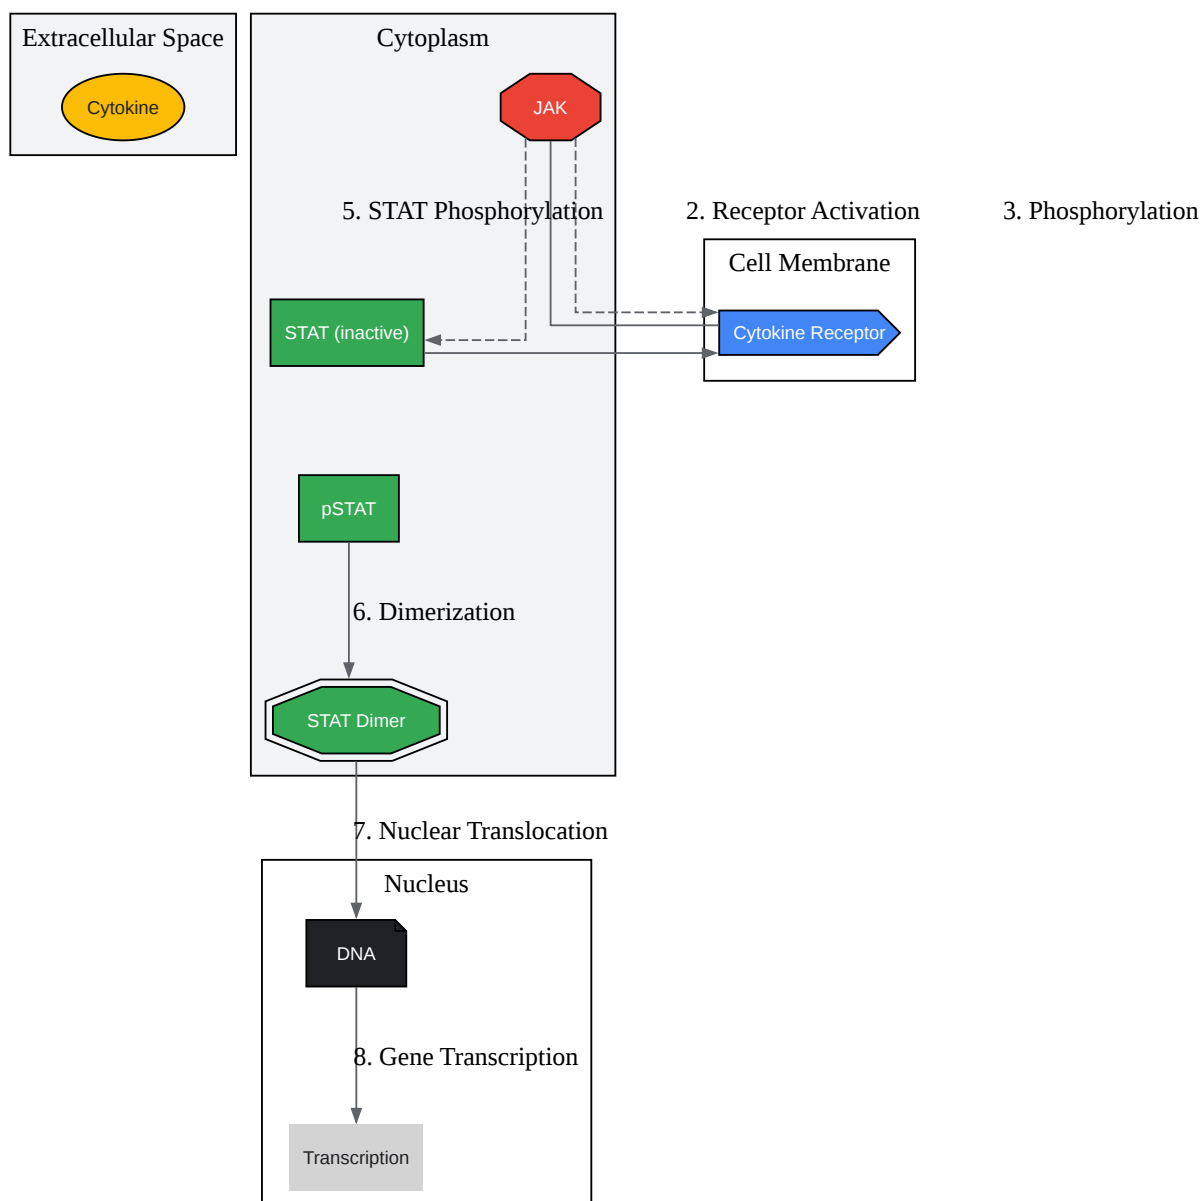 Extracellular Space
Cytokine
Cytoplasm
JAK
5. STAT Phosphorylation
2. Receptor Activation
3. Phosphorylation
Cell Membrane
STAT (inactive)
Cytokine Receptor
pSTAT
6. Dimerization
STAT Dimer
7. Nuclear Translocation
Nucleus
DNA
8. Gene Transcription
Transcription